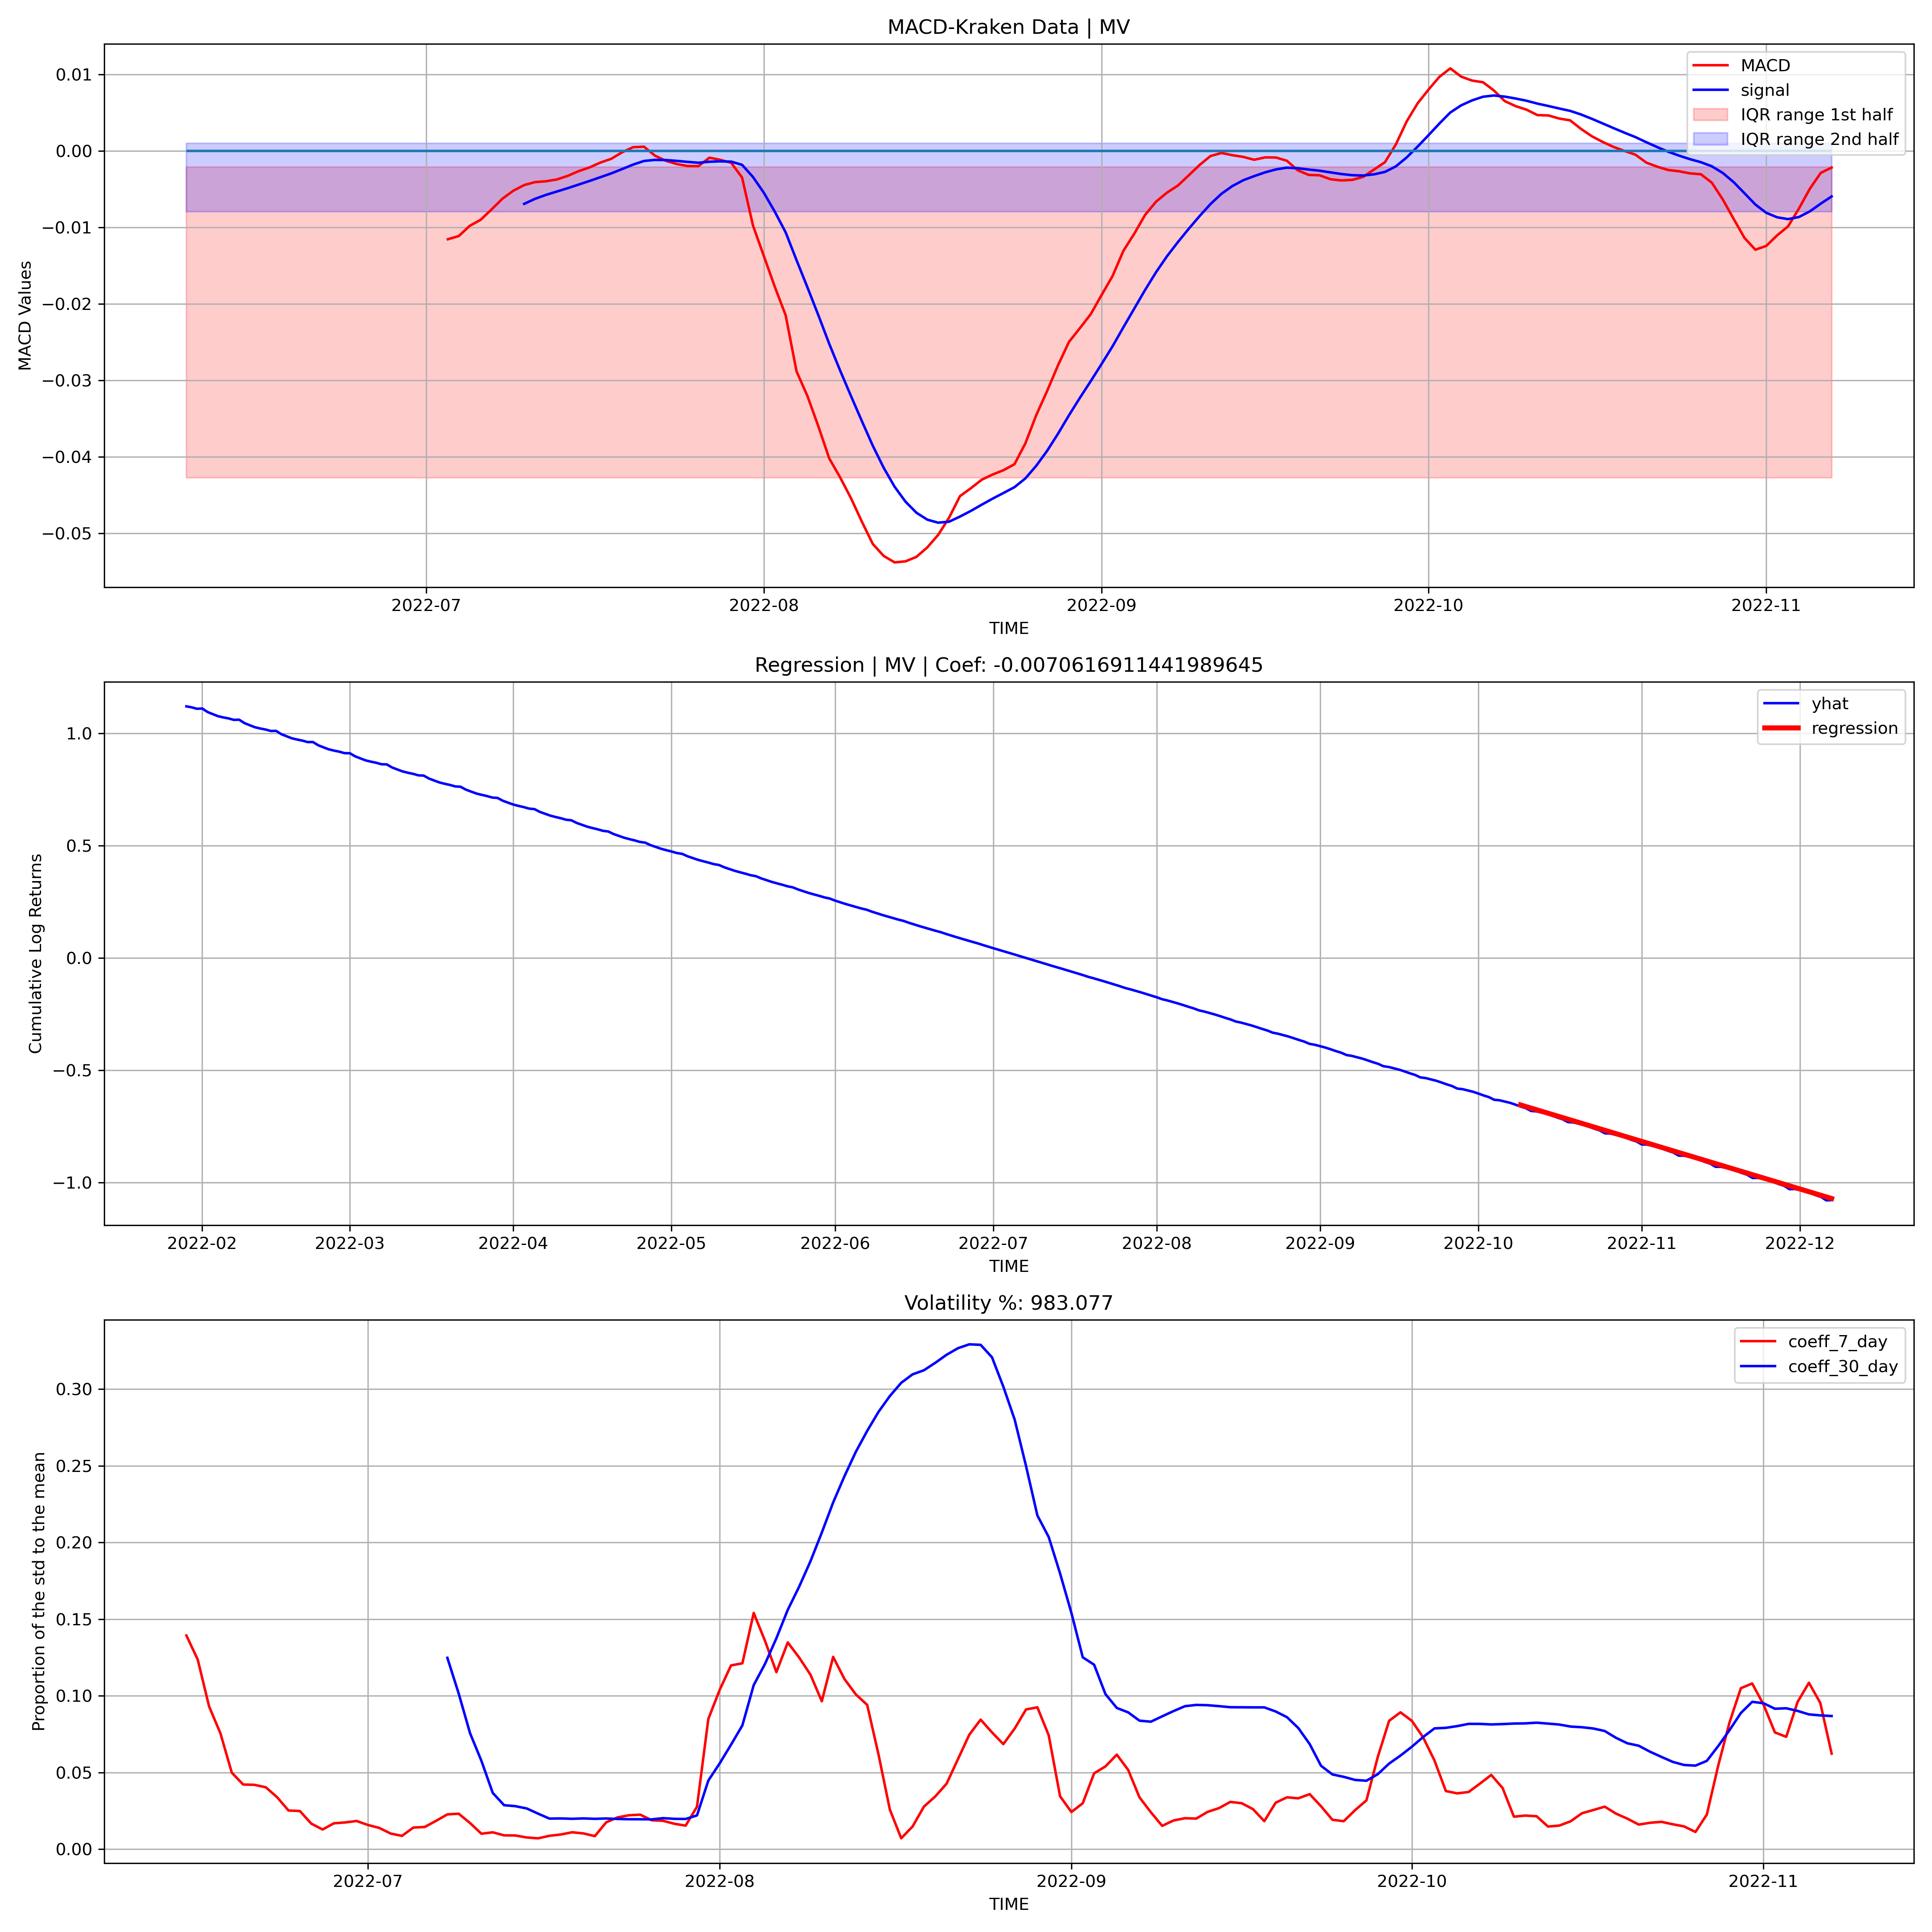 MACD-Kraken Data | MV
MACD Values
0.01
0.00
−0.01
−0.02
−0.03
−0.04
−0.05
MACD
signal
IQR range 1st half
IQR range 2nd half
2022-07
2022-08
2022-09
2022-10
2022-11
TIME
Regression | MV | Coef: -0.0070616911441989645
Cumulative Log Returns
1.0
0.5
0.0
−0.5
−1.0
yhat
regression
2022-02
2022-03
2022-04
2022-05
2022-06
2022-07
2022-08
2022-09
2022-10
2022-11
2022-12
TIME
Volatility %: 983.077
Proportion of the std to the mean
0.30
0.25
0.20
0.15
0.10
0.05
0.00
coeff_7_day
coeff_30_day
2022-07
2022-08
2022-09
2022-10
2022-11
TIME